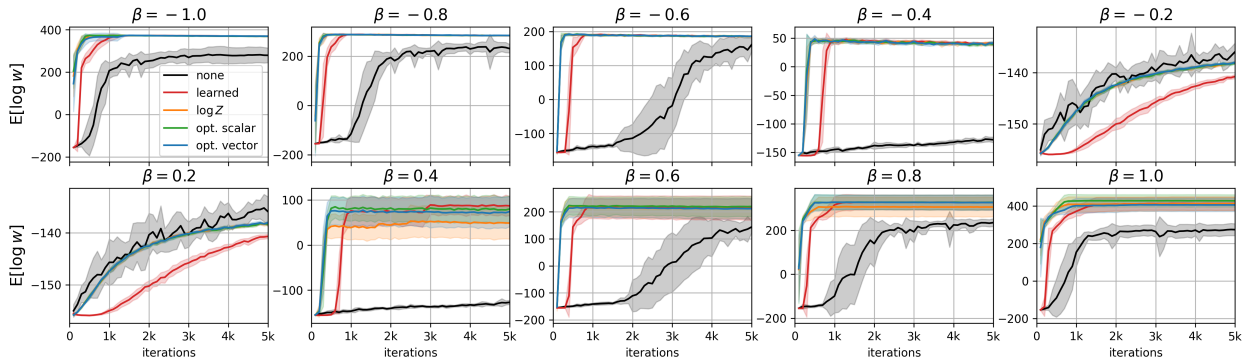 β = −1.0
β = −0.8
β = −0.6
β = −0.4
β = −0.2
E[log w]
400
200
0
−200
none
learned
log Z
opt. scalar
opt. vector
200
0
−200
200
100
0
−100
50
0
−50
−100
−150
−140
−150
β = 0.2
β = 0.4
β = 0.6
β = 0.8
β = 1.0
E[log w]
−140
−150
0
1k
2k
3k
4k
5k
iterations
100
0
−100
0
1k
2k
3k
4k
5k
iterations
200
100
0
−100
−200
0
1k
2k
3k
4k
5k
iterations
200
0
−200
0
1k
2k
3k
4k
5k
iterations
400
200
0
−200
0
1k
2k
3k
4k
5k
iterations